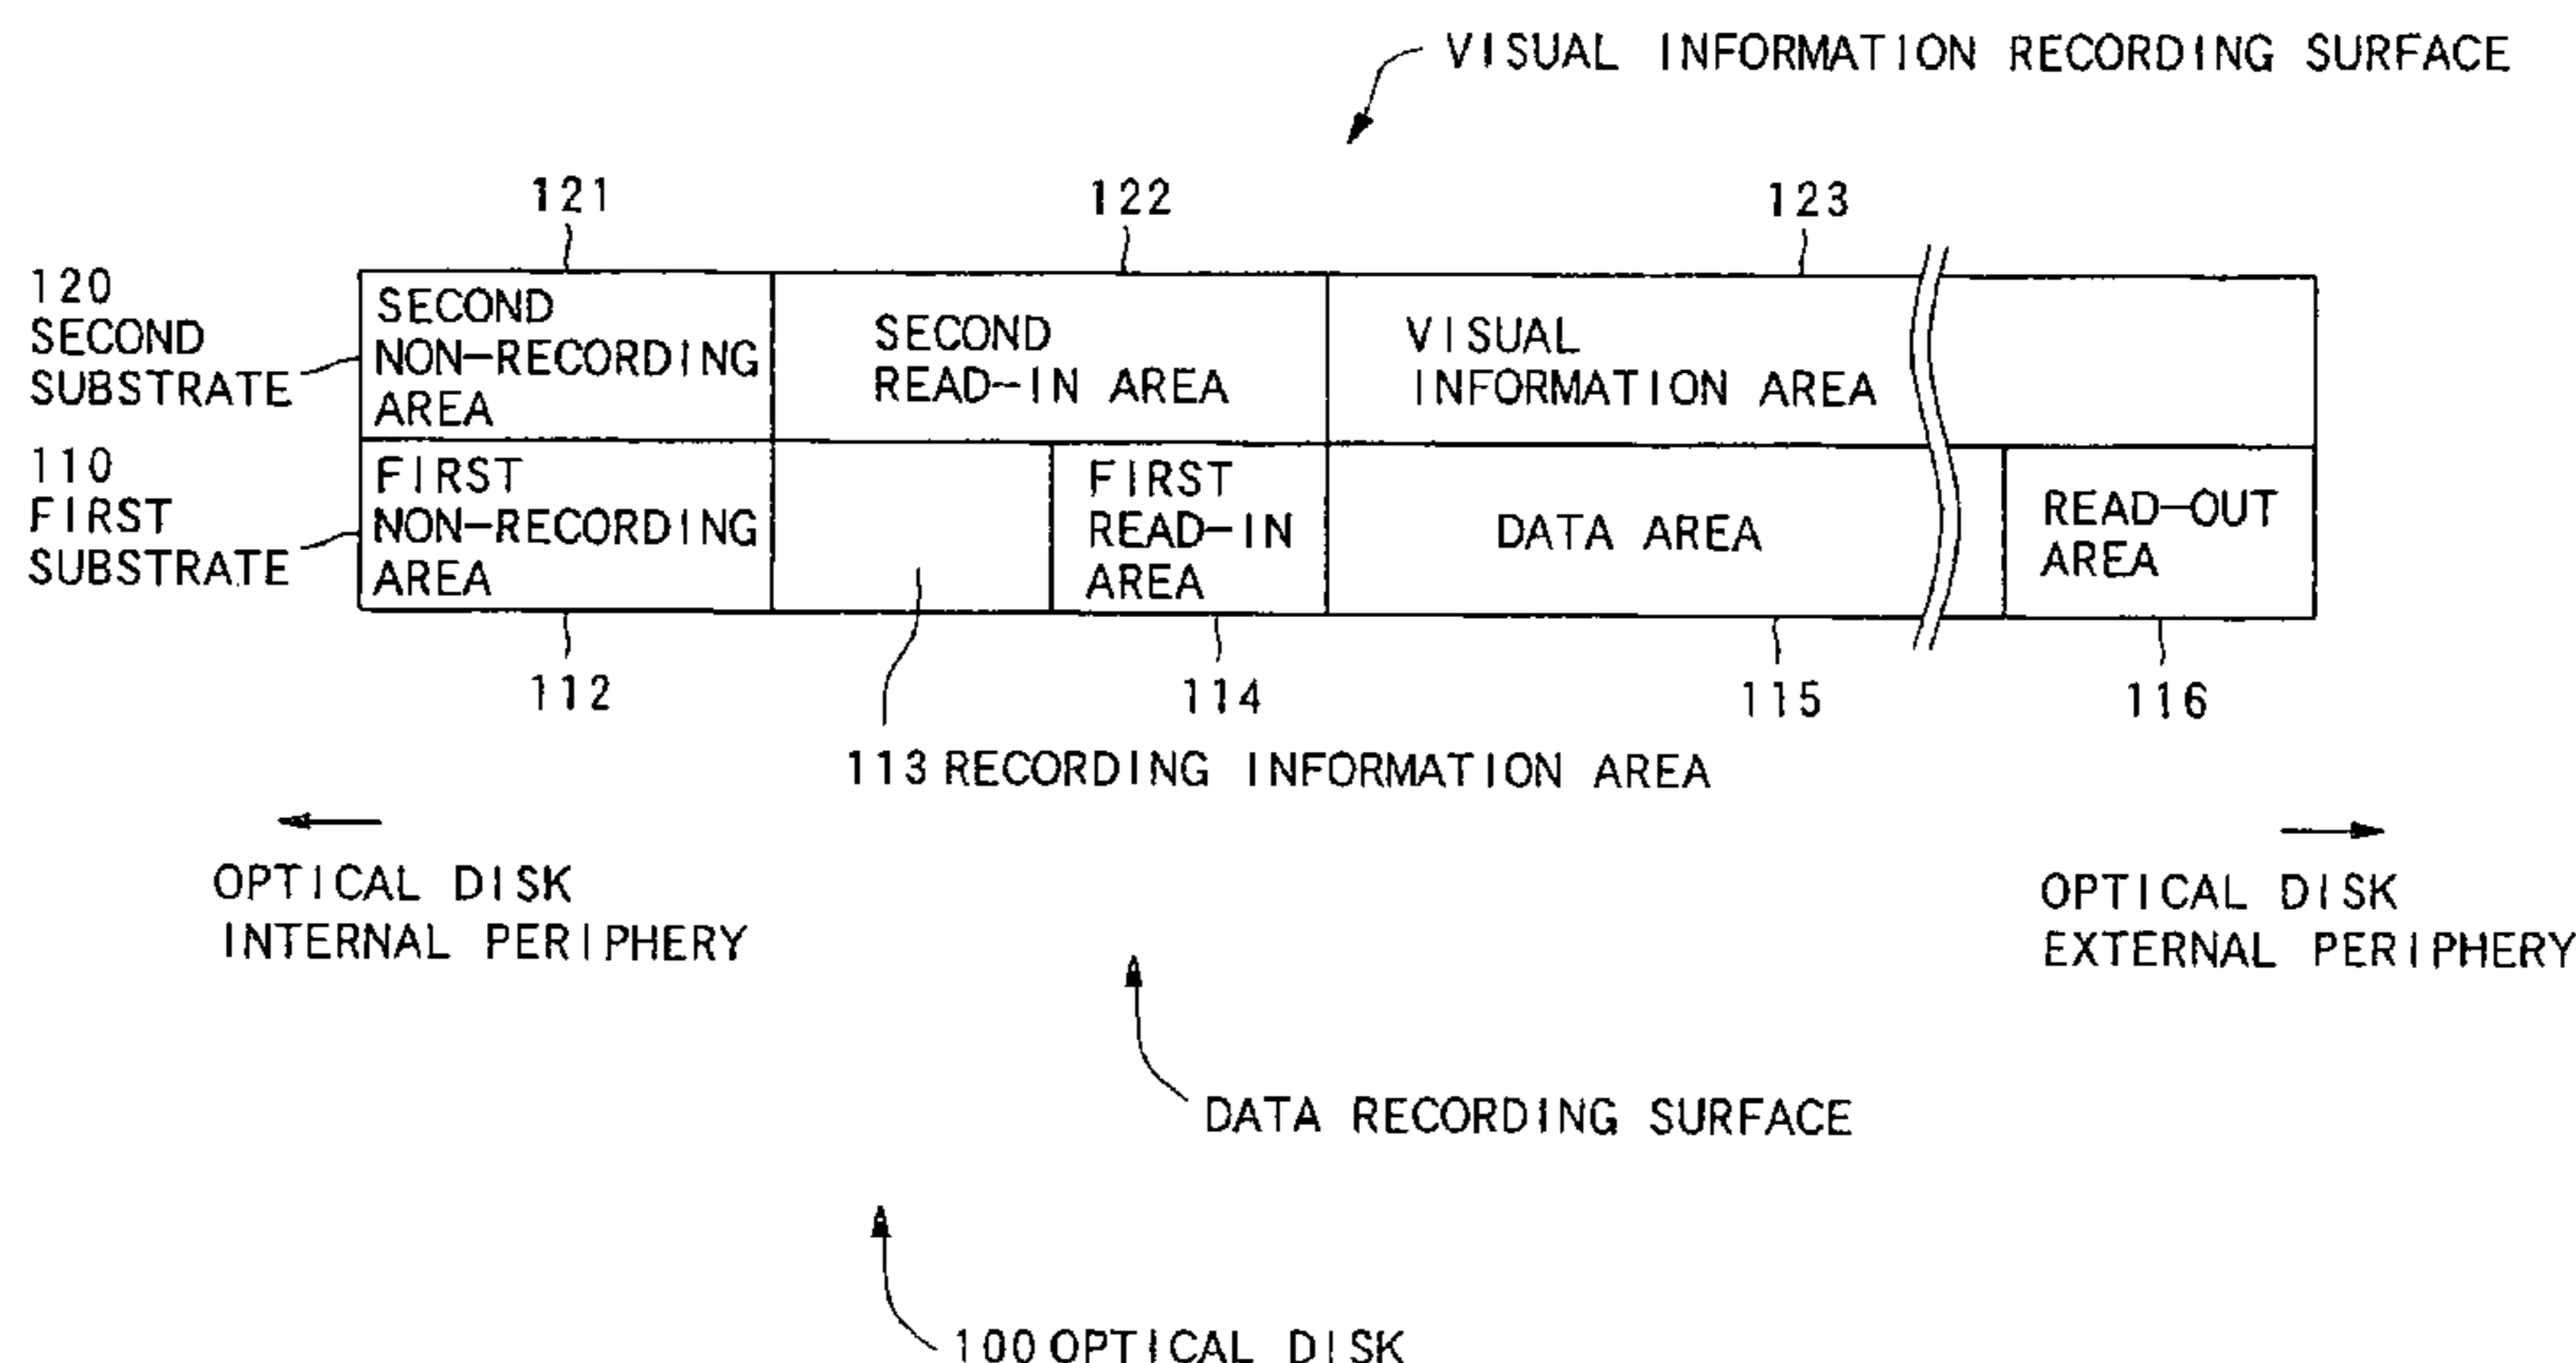 VISUAL INFORMATION RECORDING SURFACE
121
122
123
120
SECOND
SUBSTRATE
SECOND
NON-RECORDING
AREA
SECOND
READ-IN AREA
VISUAL
INFORMATION AREA
110
FIRST
SUBSTRATE
FIRST
NON-RECORDING
AREA
FIRST
READ-IN
AREA
DATA AREA
READ-OUT
AREA
112
114
115
116
113 RECORDING INFORMATION AREA
OPTICAL DISK
INTERNAL PERIPHERY
OPTICAL DISK
EXTERNAL PERIPHERY
DATA RECORDING SURFACE
100 OPTICAL DISK